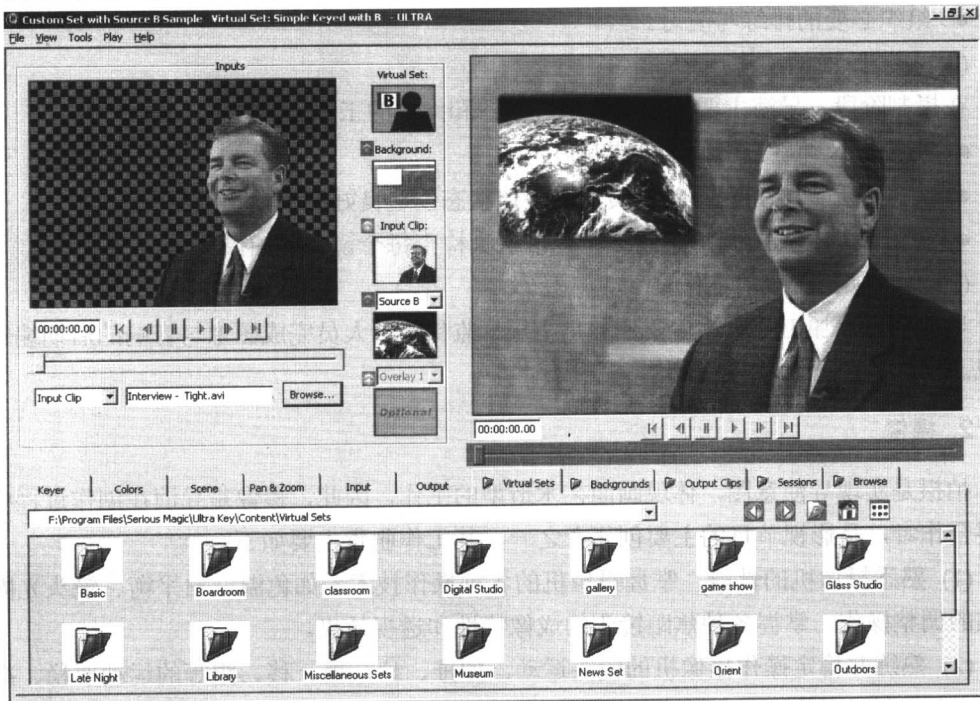 Custom Set with Source B Sample Virtual Set: Simple Keyed with B - ULTRA
File View Tools Play Help
Inputs
Virtual Set:
B
Background:
Input Clip:
Source B
Overlay 1
Optional
00:00:00.00
Input Clip
Interview - Tight.avi
Browse...
00:00:00.00
Keyer
Colors
Scene
Pan & Zoom
Input
Output
Virtual Sets
Backgrounds
Output Clips
Sessions
Browse
F:\Program Files\Serious Magic\Ultra Key\Content\Virtual Sets
Basic
Boardroom
classroom
Digital Studio
gallery
game show
Glass Studio
Late Night
Library
Miscellaneous Sets
Museum
News Set
Orient
Outdoors